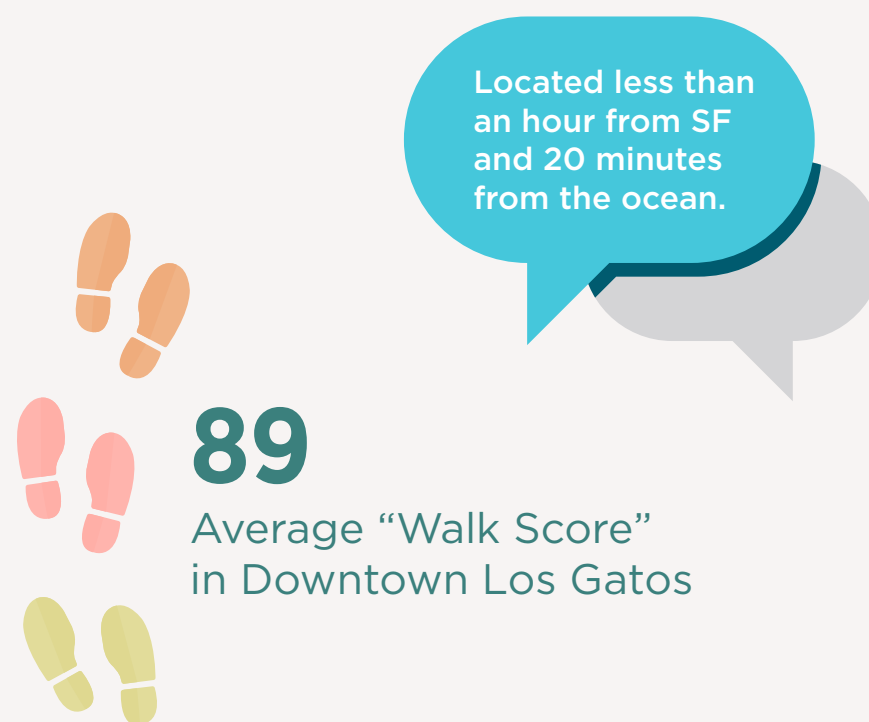 Located less than
an hour from SF
and 20 minutes
from the ocean.
89
Average “Walk Score”
in Downtown Los Gatos